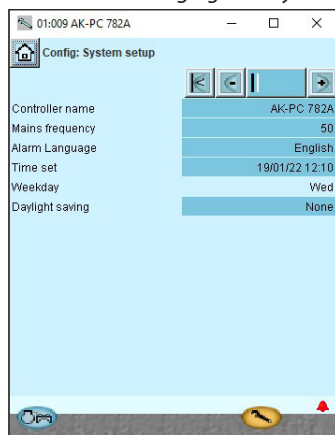 01:009 AK-PC 782A
Config: System setup
Controller name AK-PC 782A
Mains frequency 50
Alarm Language English
Time set 19/01/22 12:10
Weekday Wed
Daylight saving None